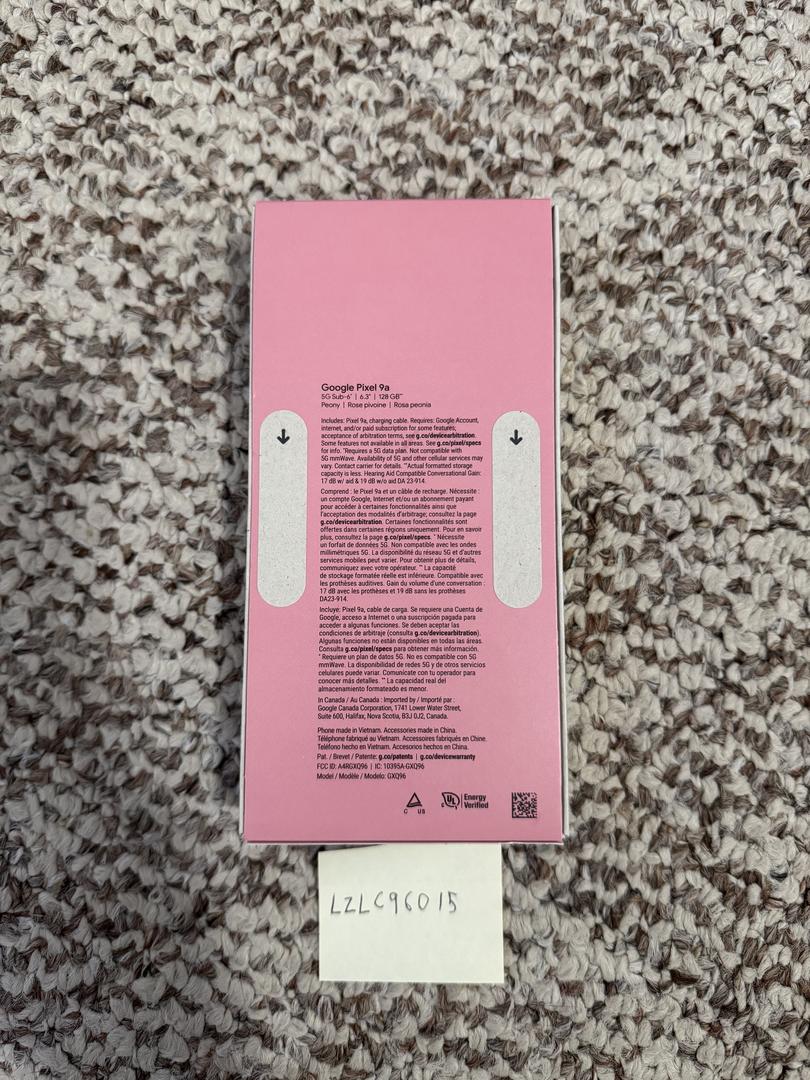 Google Pixel 9a
5G Sub-6* | 6.3" | 128 GB**
Peony | Rose pivoine | Rosa peonia
Includes: Pixel 9a, charging cable. Requires: Google Account,
internet, and/or paid subscription for some features;
acceptance of arbitration terms, see g.co/devicearbitration.
Some features not available in all areas. See g.co/pixel/specs
for info. *Requires a 5G data plan. Not compatible with
5G mmWave. Availability of 5G and other cellular services may
vary. Contact carrier for details. **Actual formatted storage
capacity is less. Hearing Aid Compatible Conversational Gain:
17 dB w/ aid & 19 dB w/o aid DA 23-914.
Comprend : le Pixel 9a et un câble de recharge. Nécessite :
un compte Google, Internet et/ou un abonnement payant
pour accéder à certaines fonctionnalités ainsi que
l'acceptation des modalités d'arbitrage; consultez la page
g.co/devicearbitration. Certaines fonctionnalités sont
offertes dans certaines régions uniquement. Pour en savoir
plus, consultez la page g.co/pixel/specs. * Nécessite
un forfait de données 5G. Non compatible avec les ondes
millimétriques 5G. La disponibilité du réseau 5G et d'autres
services mobiles peut varier. Pour obtenir plus de détails,
communiquez avec votre opérateur. ** La capacité
de stockage formatée réelle est inférieure. Compatible avec
les prothèses auditives. Gain du volume d'une conversation :
17 dB avec les prothèses et 19 dB sans les prothèses
DA23-914.
Incluye: Pixel 9a, cable de carga. Se requiere una Cuenta de
Google, acceso a Internet o una suscripción pagada para
acceder a algunas funciones. Se deben aceptar las
condiciones de arbitraje (consulta g.co/devicearbitration).
Algunas funciones no están disponibles en todas las áreas.
Consulta g.co/pixel/specs para obtener más información.
* Requiere un plan de datos 5G. No es compatible con 5G
mmWave. La disponibilidad de redes 5G y de otros servicios
celulares puede variar. Comunícate con tu operador para
conocer más detalles. ** La capacidad real del
almacenamiento formateado es menor.
In Canada / Au Canada : Imported by / Importé par :
Google Canada Corporation, 1741 Lower Water Street,
Suite 600, Halifax, Nova Scotia, B3J 0J2, Canada.
Phone made in Vietnam. Accessories made in China.
Téléphone fabriqué au Vietnam. Accessoires fabriqués en Chine.
Teléfono hecho en Vietnam. Accesorios hechos en China.
Pat. / Brevet / Patente: g.co/patents | g.co/devicewarranty
FCC ID: A4RGXQ96 | IC: 10395A-GXQ96
Model / Modèle / Modelo: GXQ96
C US
C UL Energy
Verified
LZLC96015